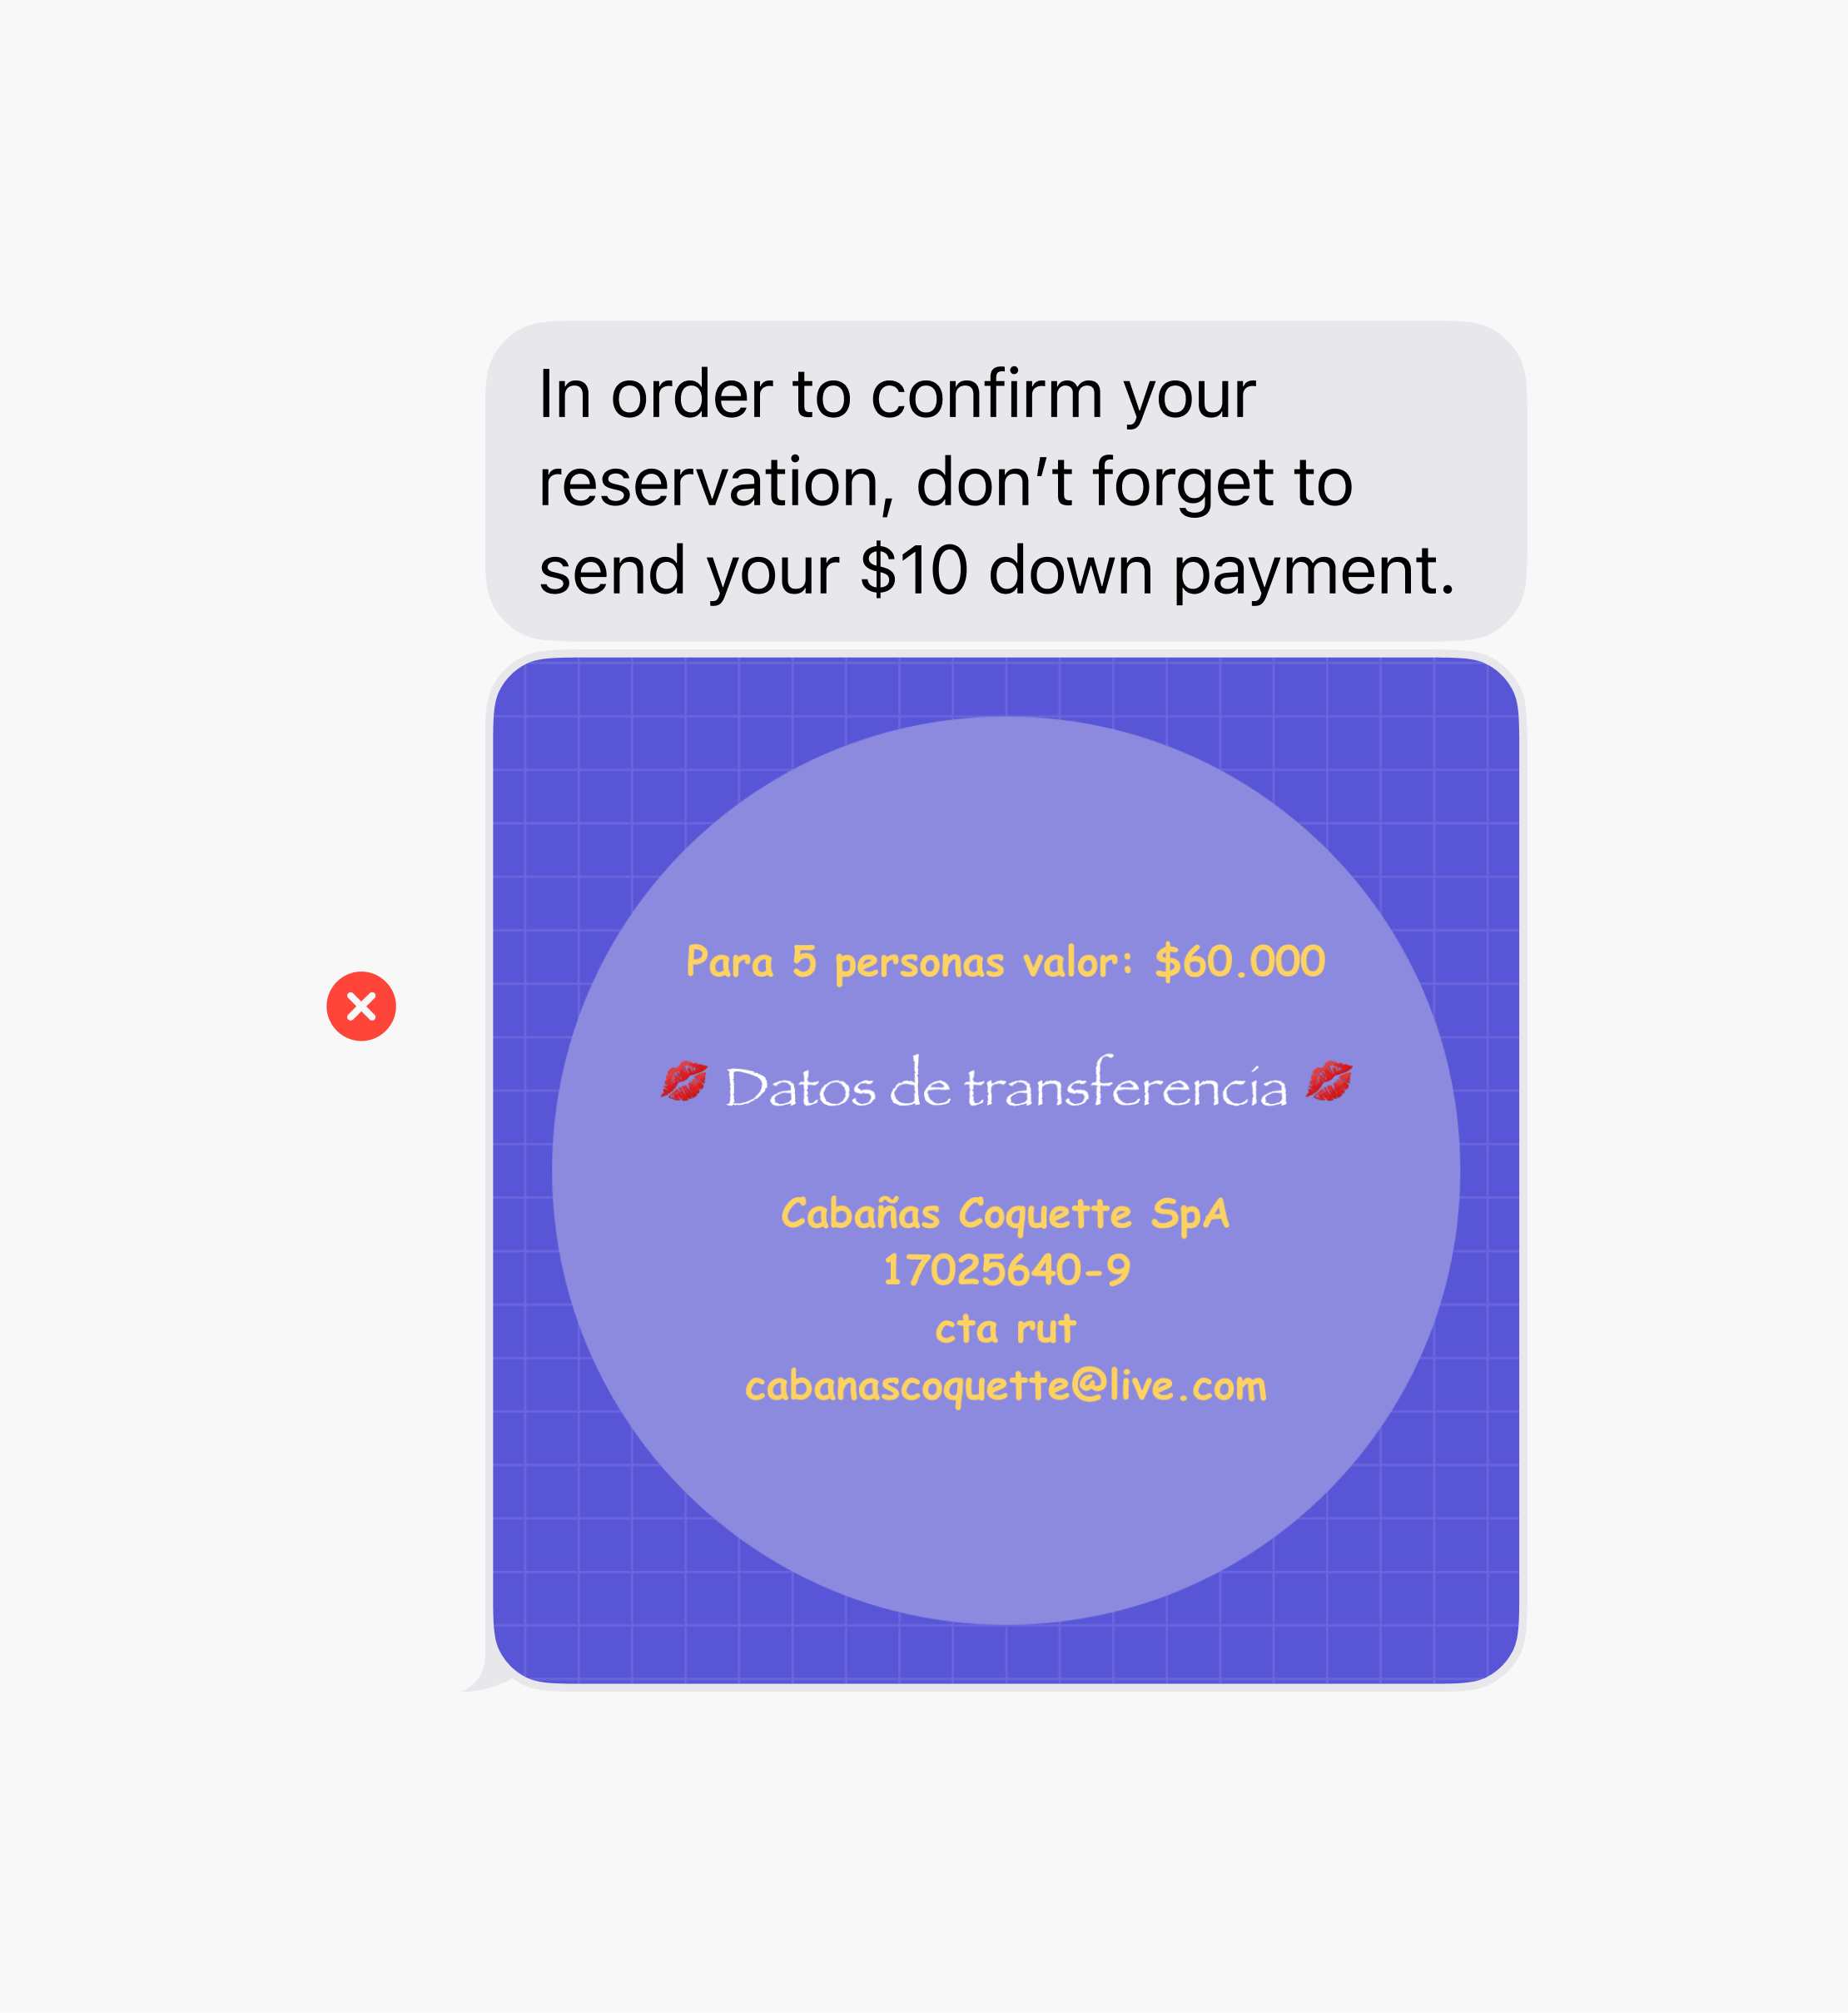 In order to confirm your
reservation, don’t forget to
send your $10 down payment.
Para 5 personas valor: $60.000
💋 Datos de transferencia 💋
Cabañas Coquette SpA
17025640-9
cta rut
cabanascoquette@live.com